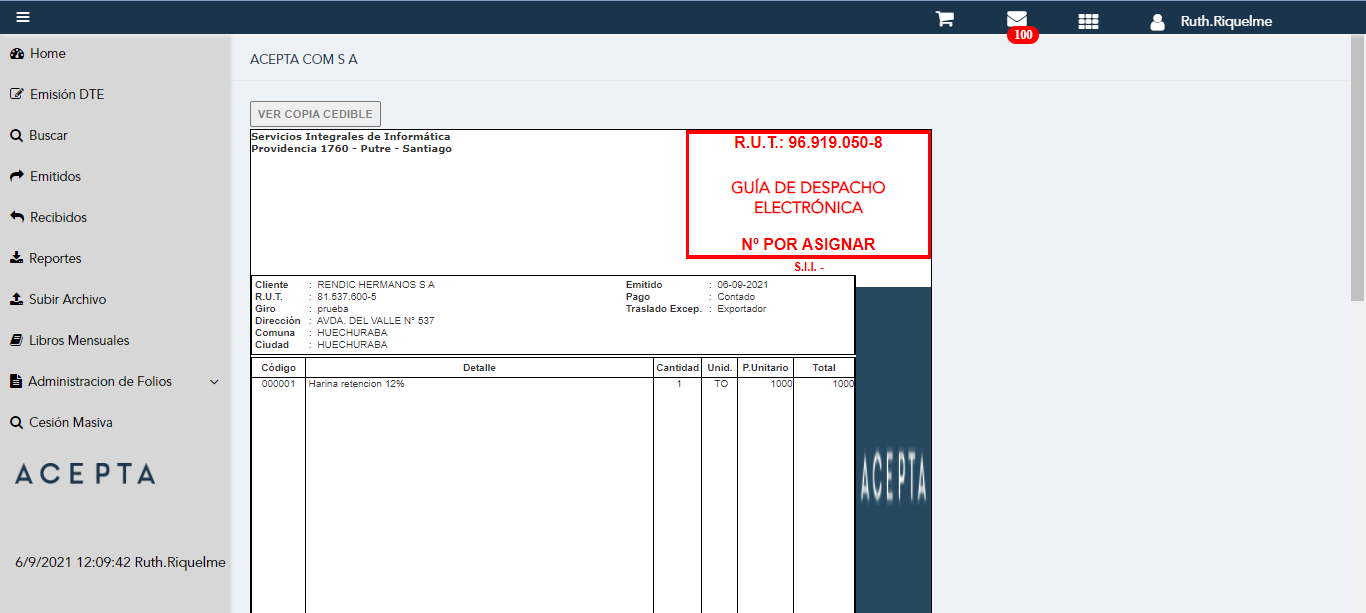 100
Ruth.Riquelme
Home
Emisión DTE
Buscar
Emitidos
Recibidos
Reportes
Subir Archivo
Libros Mensuales
Administracion de Folios
Cesión Masiva
ACEPTA
6/9/2021 12:09:42 Ruth.Riquelme
ACEPTA COM S A
VER COPIA CEDIBLE
Servicios Integrales de Informática
Providencia 1760 - Putre - Santiago
R.U.T.: 96.919.050-8
GUÍA DE DESPACHO
ELECTRÓNICA
Nº POR ASIGNAR
S.I.I. -
Cliente : RENDIC HERMANOS S A Emitido : 06-09-2021
R.U.T. : 81.537.600-5 Pago : Contado
Giro : prueba Traslado Excep. : Exportador
Dirección : AVDA. DEL VALLE N° 537
Comuna : HUECHURABA
Ciudad : HUECHURABA
Código Detalle Cantidad Unid. P.Unitario Total
000001 Harina retencion 12% 1 TO 1000 1000
ACEPTA